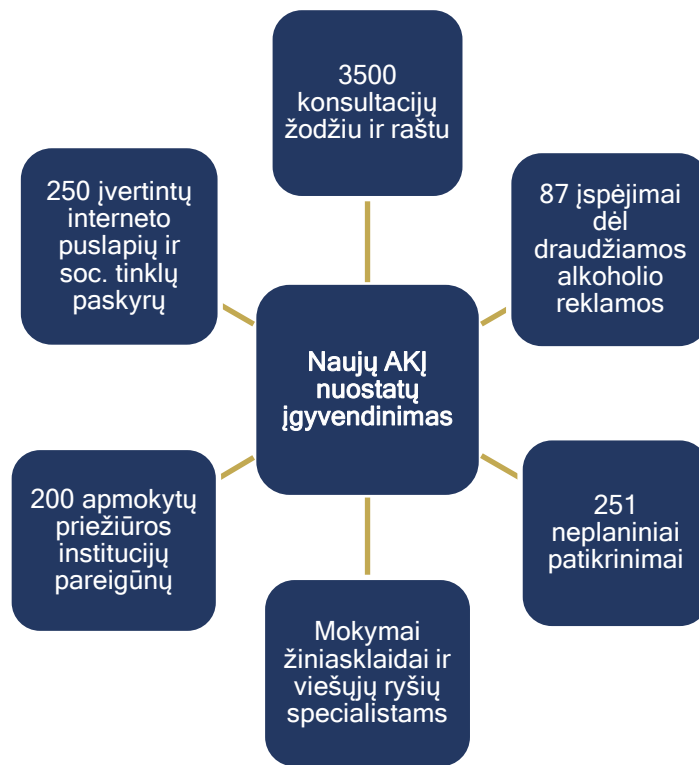 3500
konsultacijų
žodžiu ir raštu
250 įvertintų
interneto
puslapių ir
soc. tinklų
paskyrų
87 įspėjimai
dėl
draudžiamos
alkoholio
reklamos
Naujų AKĮ
nuostatų
įgyvendinimas
200 apmokytų
priežiūros
institucijų
pareigūnų
251
neplaniniai
patikrinimai
Mokymai
žiniasklaidai ir
viešųjų ryšių
specialistams